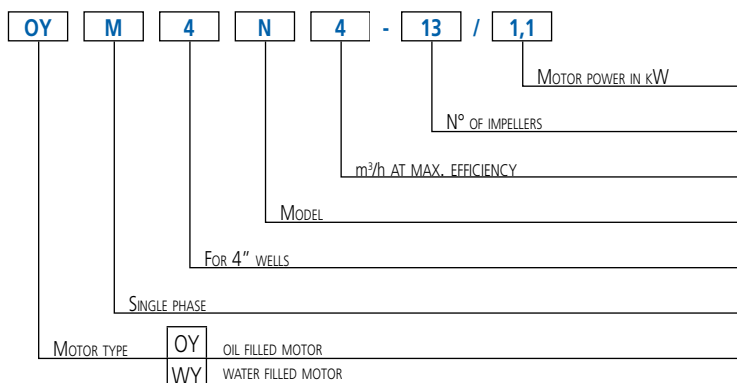 OY M 4 N 4 - 13 / 1,1
MOTOR POWER IN kW
N° OF IMPELLERS
m³/h AT MAX. EFFICIENCY
MODEL
FOR 4" WELLS
SINGLE PHASE
MOTOR TYPE OY OIL FILLED MOTOR
WY WATER FILLED MOTOR